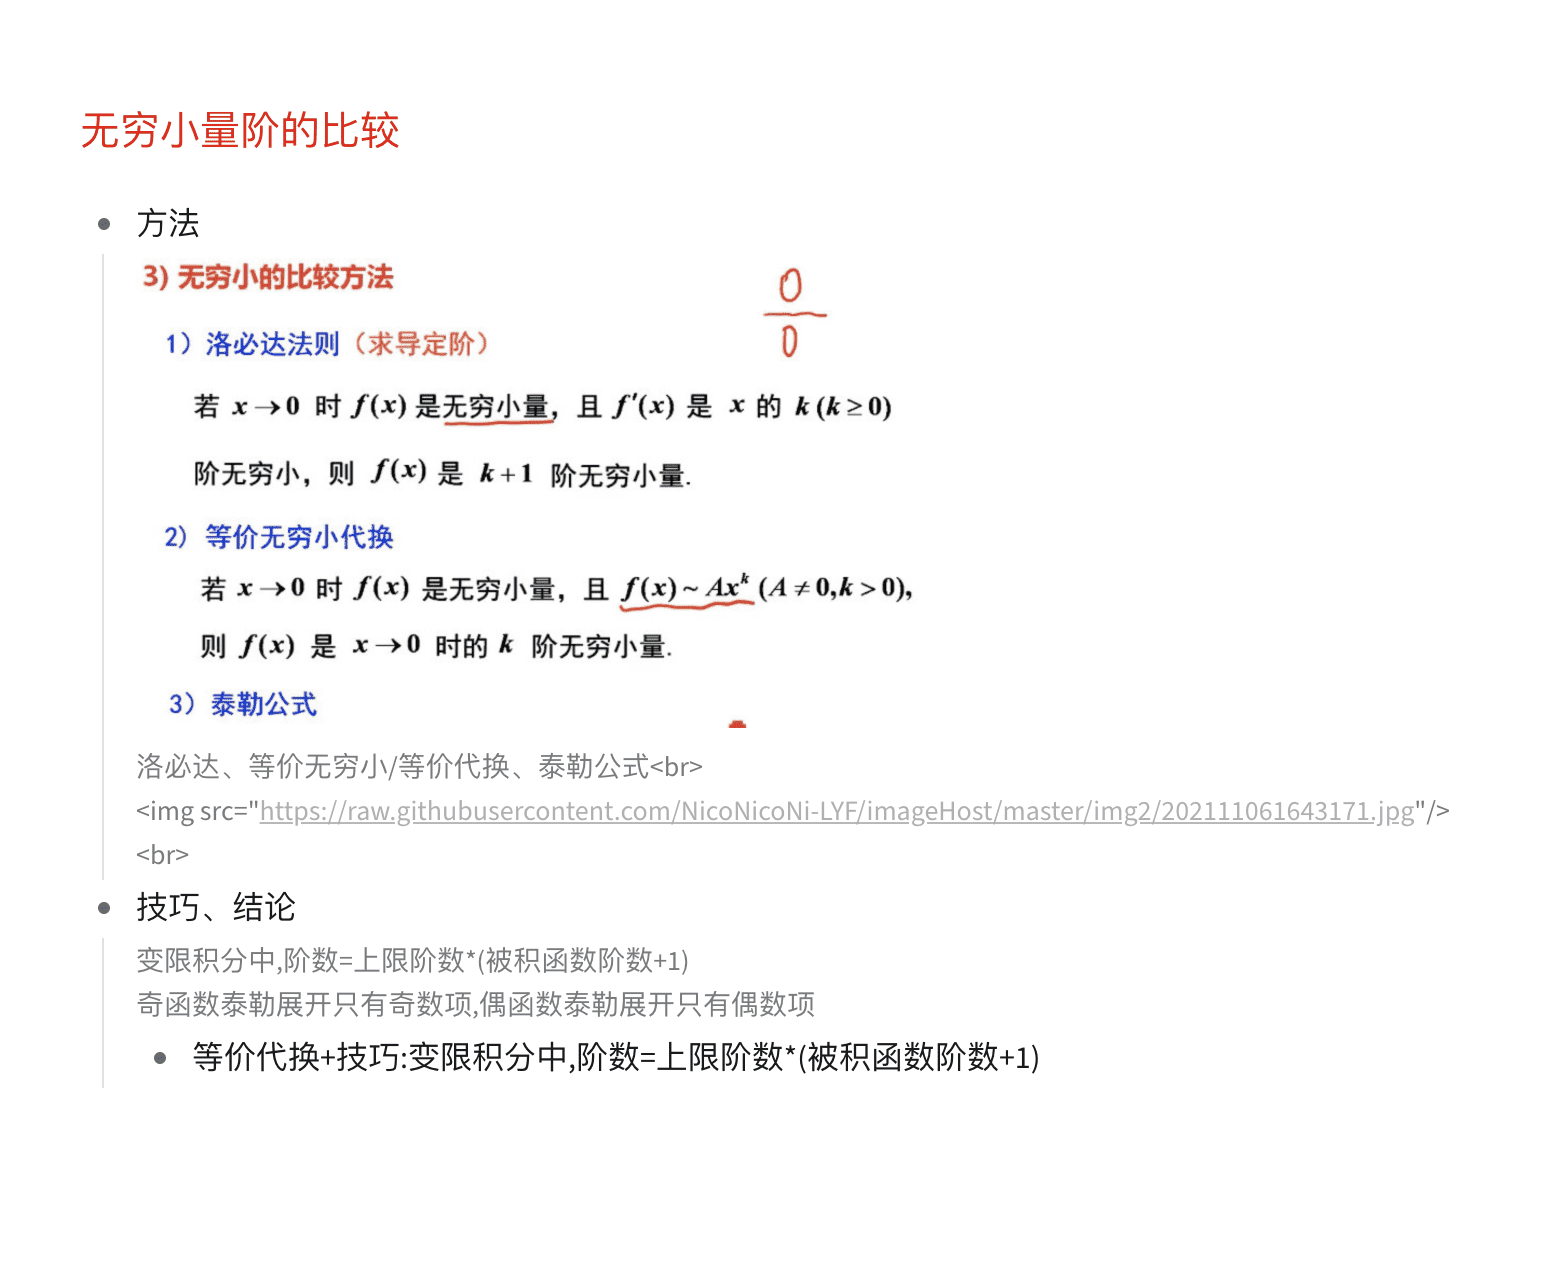 无穷小量阶的比较
方法
3) 无穷小的比较方法
0
0
1）洛必达法则（求导定阶）
若 x→0 时 f(x) 是无穷小量，且 f′(x) 是 x 的 k (k ≥ 0)
阶无穷小，则 f(x) 是 k+1 阶无穷小量.
2) 等价无穷小代换
若 x→0 时 f(x) 是无穷小量，且 f(x) ~ Ax^k (A ≠ 0, k > 0),
则 f(x) 是 x→0 时的 k 阶无穷小量.
3）泰勒公式
洛必达、等价无穷小/等价代换、泰勒公式<br>
<img src="https://raw.githubusercontent.com/NicoNicoNi-LYF/imageHost/master/img2/202111061643171.jpg"/>
<br>
技巧、结论
变限积分中,阶数=上限阶数*(被积函数阶数+1)
奇函数泰勒展开只有奇数项,偶函数泰勒展开只有偶数项
等价代换+技巧:变限积分中,阶数=上限阶数*(被积函数阶数+1)